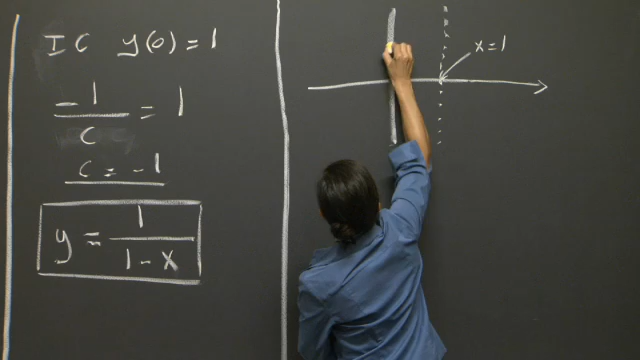 IC y(0) = 1
-1/c = 1
c = -1
y = 1/(1-x)
x = 1